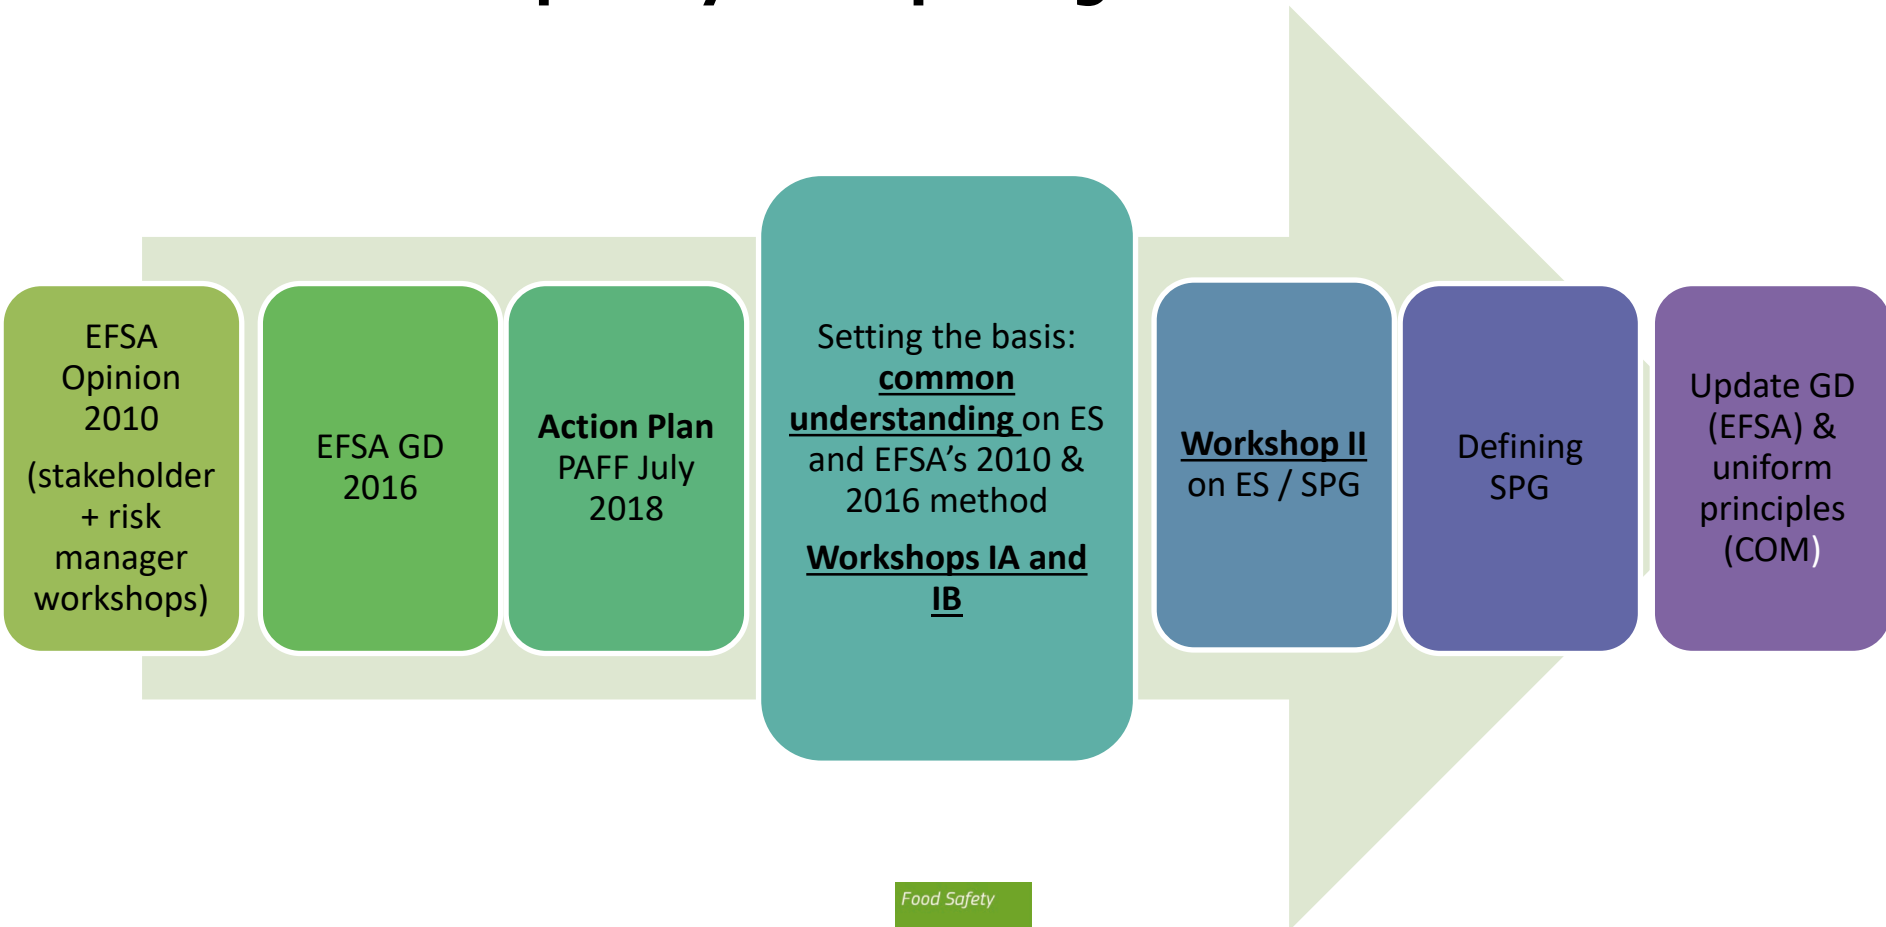 EFSA
Opinion
2010
(stakeholder
+ risk
manager
workshops)
EFSA GD
2016
Action Plan
PAFF July
2018
Setting the basis:
common
understanding on ES
and EFSA’s 2010 &
2016 method
Workshops IA and
IB
Workshop II
on ES / SPG
Defining
SPG
Update GD
(EFSA) &
uniform
principles
(COM)
Food Safety